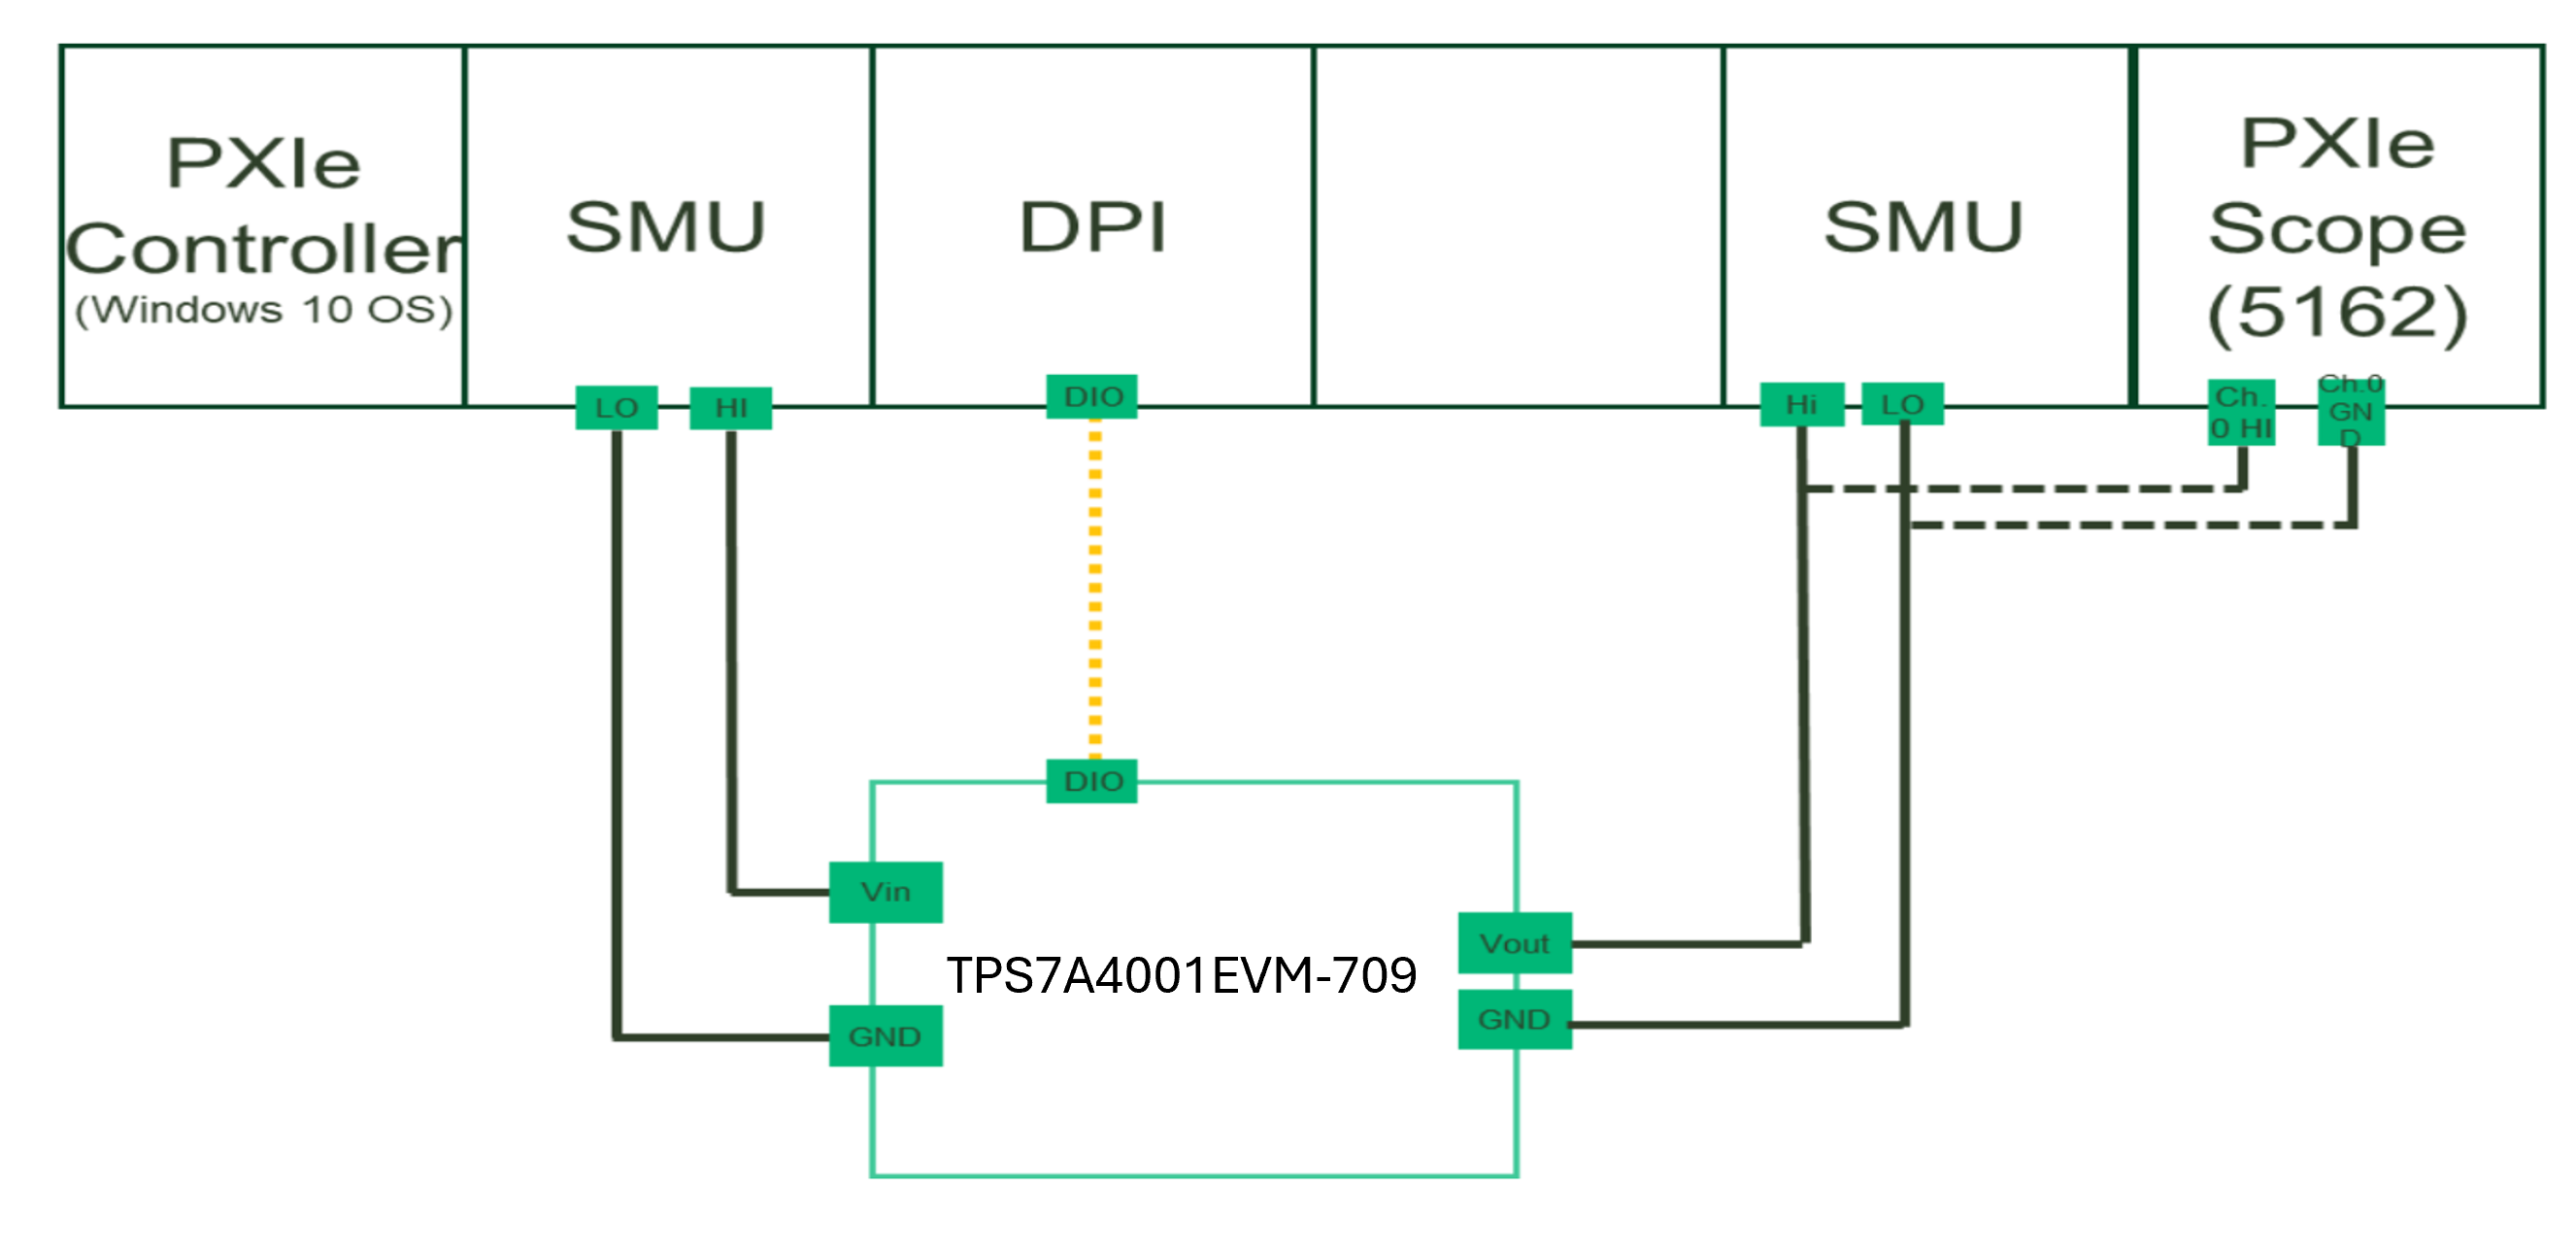 PXIe
Controller
(Windows 10 OS)
SMU
DPI
SMU
PXIe
Scope
(5162)
LO
HI
DIO
Hi
LO
Ch.
0 HI
Ch.0
GN
D
DIO
Vin
GND
TPS7A4001EVM-709
Vout
GND